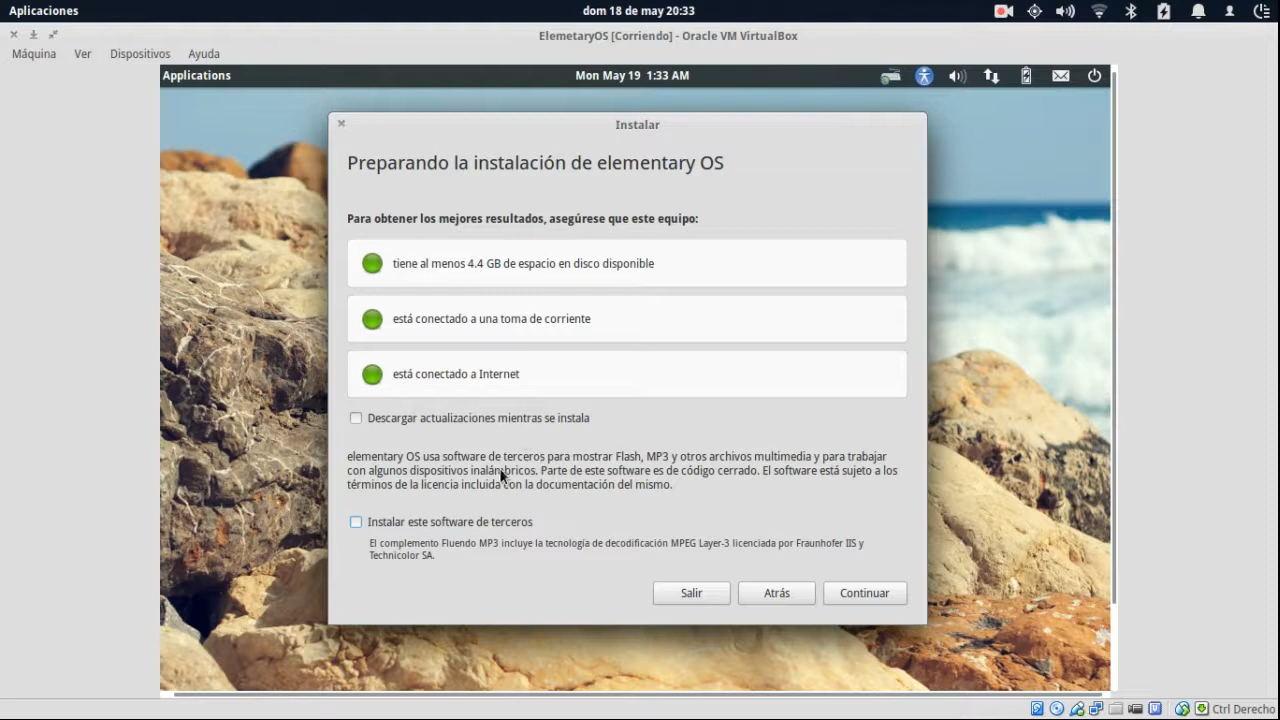 Aplicaciones
dom 18 de may 20:33
ElemetaryOS [Corriendo] - Oracle VM VirtualBox
Máquina Ver Dispositivos Ayuda
Applications
Mon May 19 1:33 AM
Instalar
Preparando la instalación de elementary OS
Para obtener los mejores resultados, asegúrese que este equipo:
tiene al menos 4.4 GB de espacio en disco disponible
está conectado a una toma de corriente
está conectado a Internet
Descargar actualizaciones mientras se instala
elementary OS usa software de terceros para mostrar Flash, MP3 y otros archivos multimedia y para trabajar
con algunos dispositivos inalámbricos. Parte de este software es de código cerrado. El software está sujeto a los
términos de la licencia incluida con la documentación del mismo.
Instalar este software de terceros
El complemento Fluendo MP3 incluye la tecnología de decodificación MPEG Layer-3 licenciada por Fraunhofer IIS y
Technicolor SA.
Salir Atrás Continuar
Ctrl Derecho